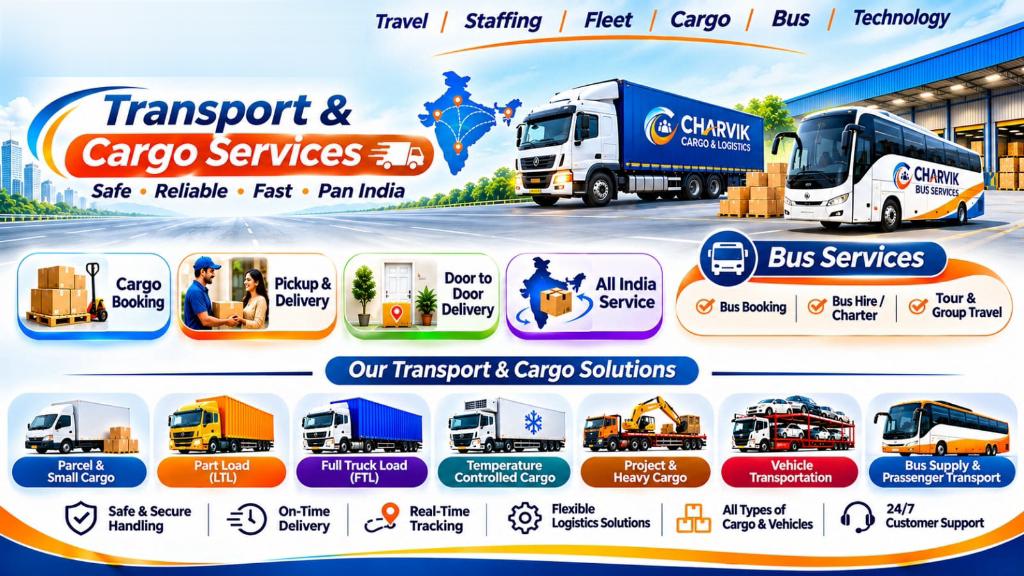 Travel / Staffing / Fleet / Cargo / Bus / Technology
Transport &
Cargo Services
Safe • Reliable • Fast • Pan India
CHARVIK
CARGO & LOGISTICS
CHARVIK
BUS SERVICES
Cargo
Booking
Pickup &
Delivery
Door to
Door
Delivery
All India
Service
Bus Services
Bus Booking
Bus Hire /
Charter
Tour &
Group Travel
Our Transport & Cargo Solutions
Parcel &
Small Cargo
Part Load
(LTL)
Full Truck Load
(FTL)
Temperature
Controlled Cargo
Project &
Heavy Cargo
Vehicle
Transportation
Bus Supply &
Passenger Transport
Safe & Secure
Handling
On-Time
Delivery
Real-Time
Tracking
Flexible
Logistics Solutions
All Types of
Cargo & Vehicles
24/7
Customer Support